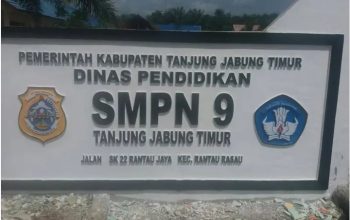 PEMERINTAH KABUPATEN TANJUNG JABUNG TIMUR
DINAS PENDIDIKAN
SMPN 9
TANJUNG JABUNG TIMUR
JALAN SK 22 RANTAU JAYA KEC. RANTAU RASAU